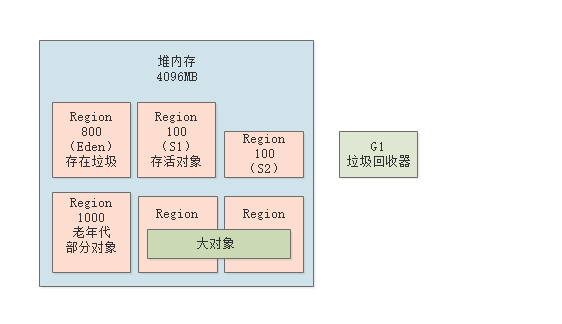 堆内存
4096MB
Region
800
（Eden）
存在垃圾
Region
100
（S1）
存活对象
Region
100
（S2）
G1
垃圾回收器
Region
1000
老年代
部分对象
Region
Region
大对象